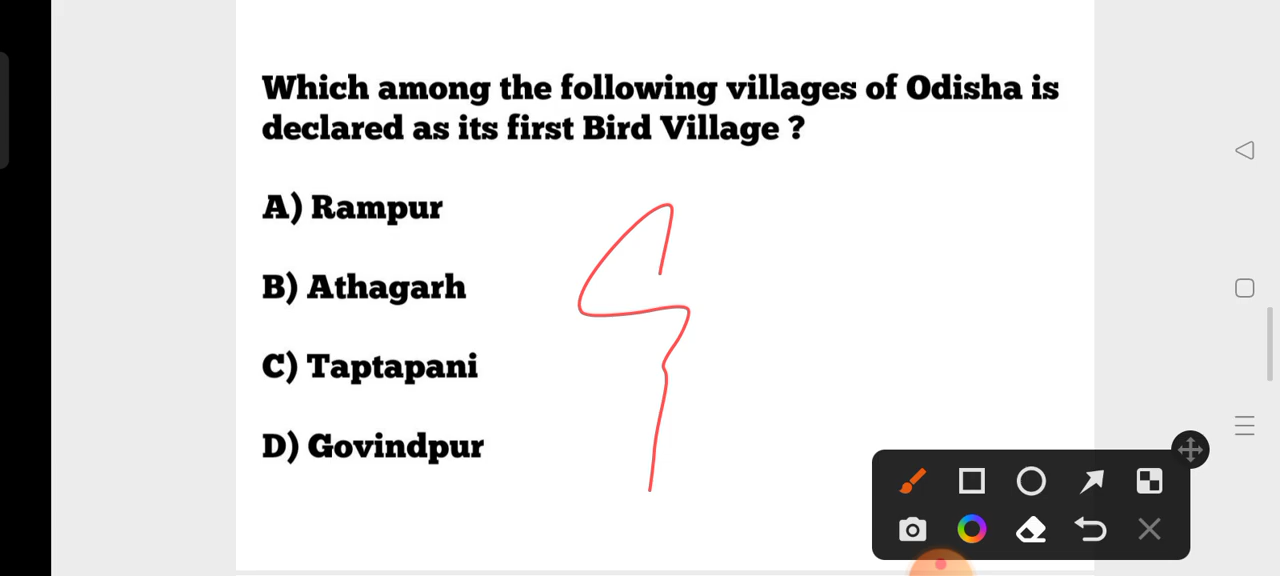 Which among the following villages of Odisha is
declared as its first Bird Village ?
A) Rampur
B) Athagarh
C) Taptapani
D) Govindpur